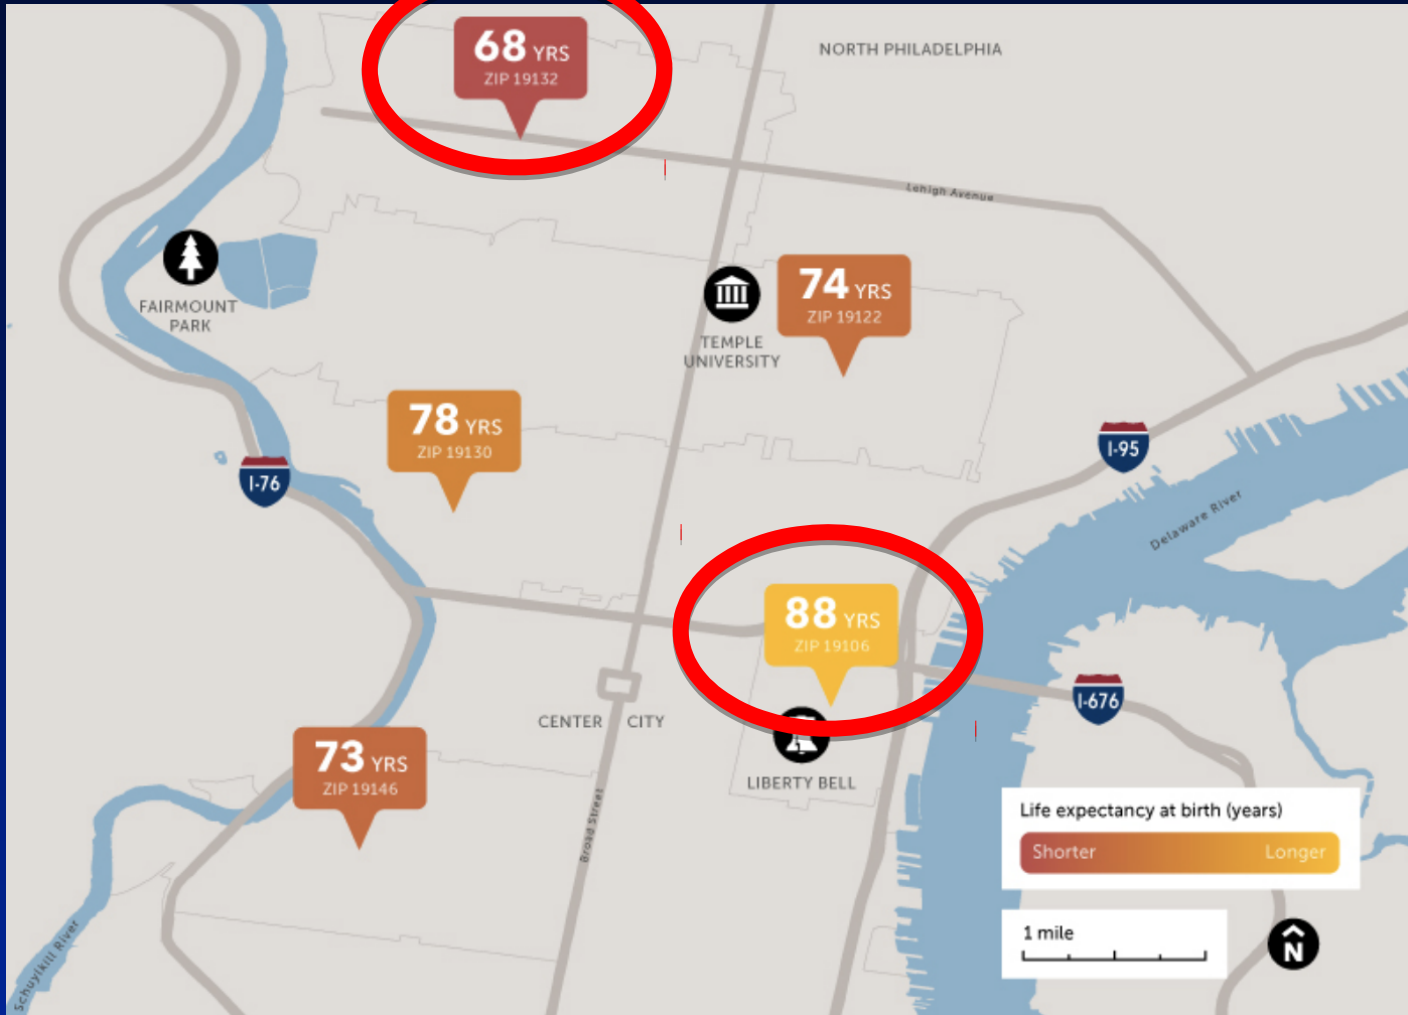 68 YRS
ZIP 19132
NORTH PHILADELPHIA
Lehigh Avenue
FAIRMOUNT
PARK
74 YRS
ZIP 19122
TEMPLE
UNIVERSITY
78 YRS
ZIP 19130
I-76
I-95
Delaware River
88 YRS
ZIP 19106
I-676
CENTER CITY
73 YRS
ZIP 19146
LIBERTY BELL
Broad Street
Schuylkill River
Life expectancy at birth (years)
Shorter Longer
1 mile
N